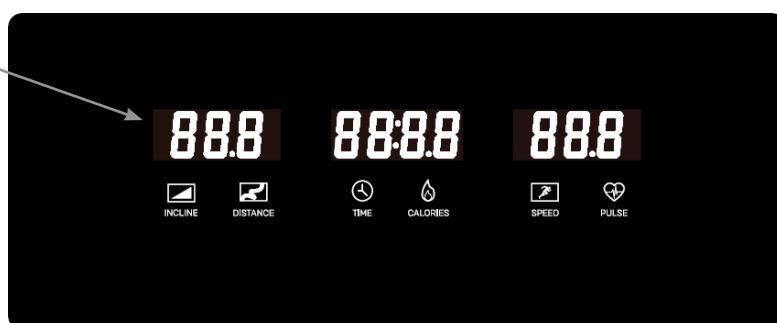 88.8 88:8.8 88.8
INCLINE DISTANCE TIME CALORIES SPEED PULSE